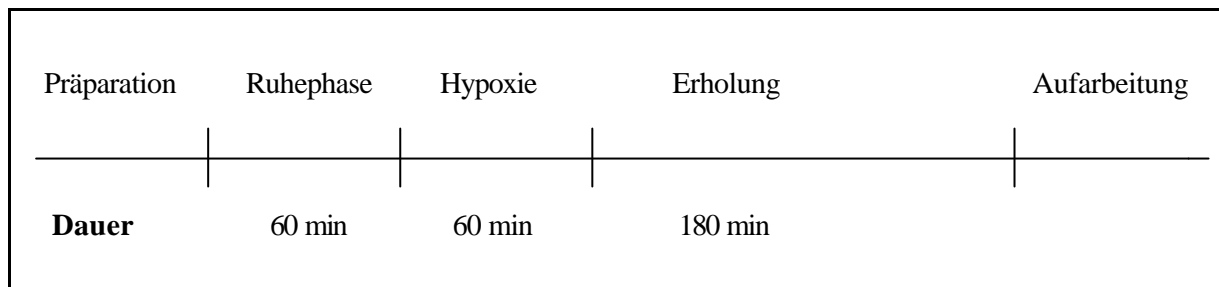 Präparation Ruhephase Hypoxie Erholung Aufarbeitung
Dauer 60 min 60 min 180 min